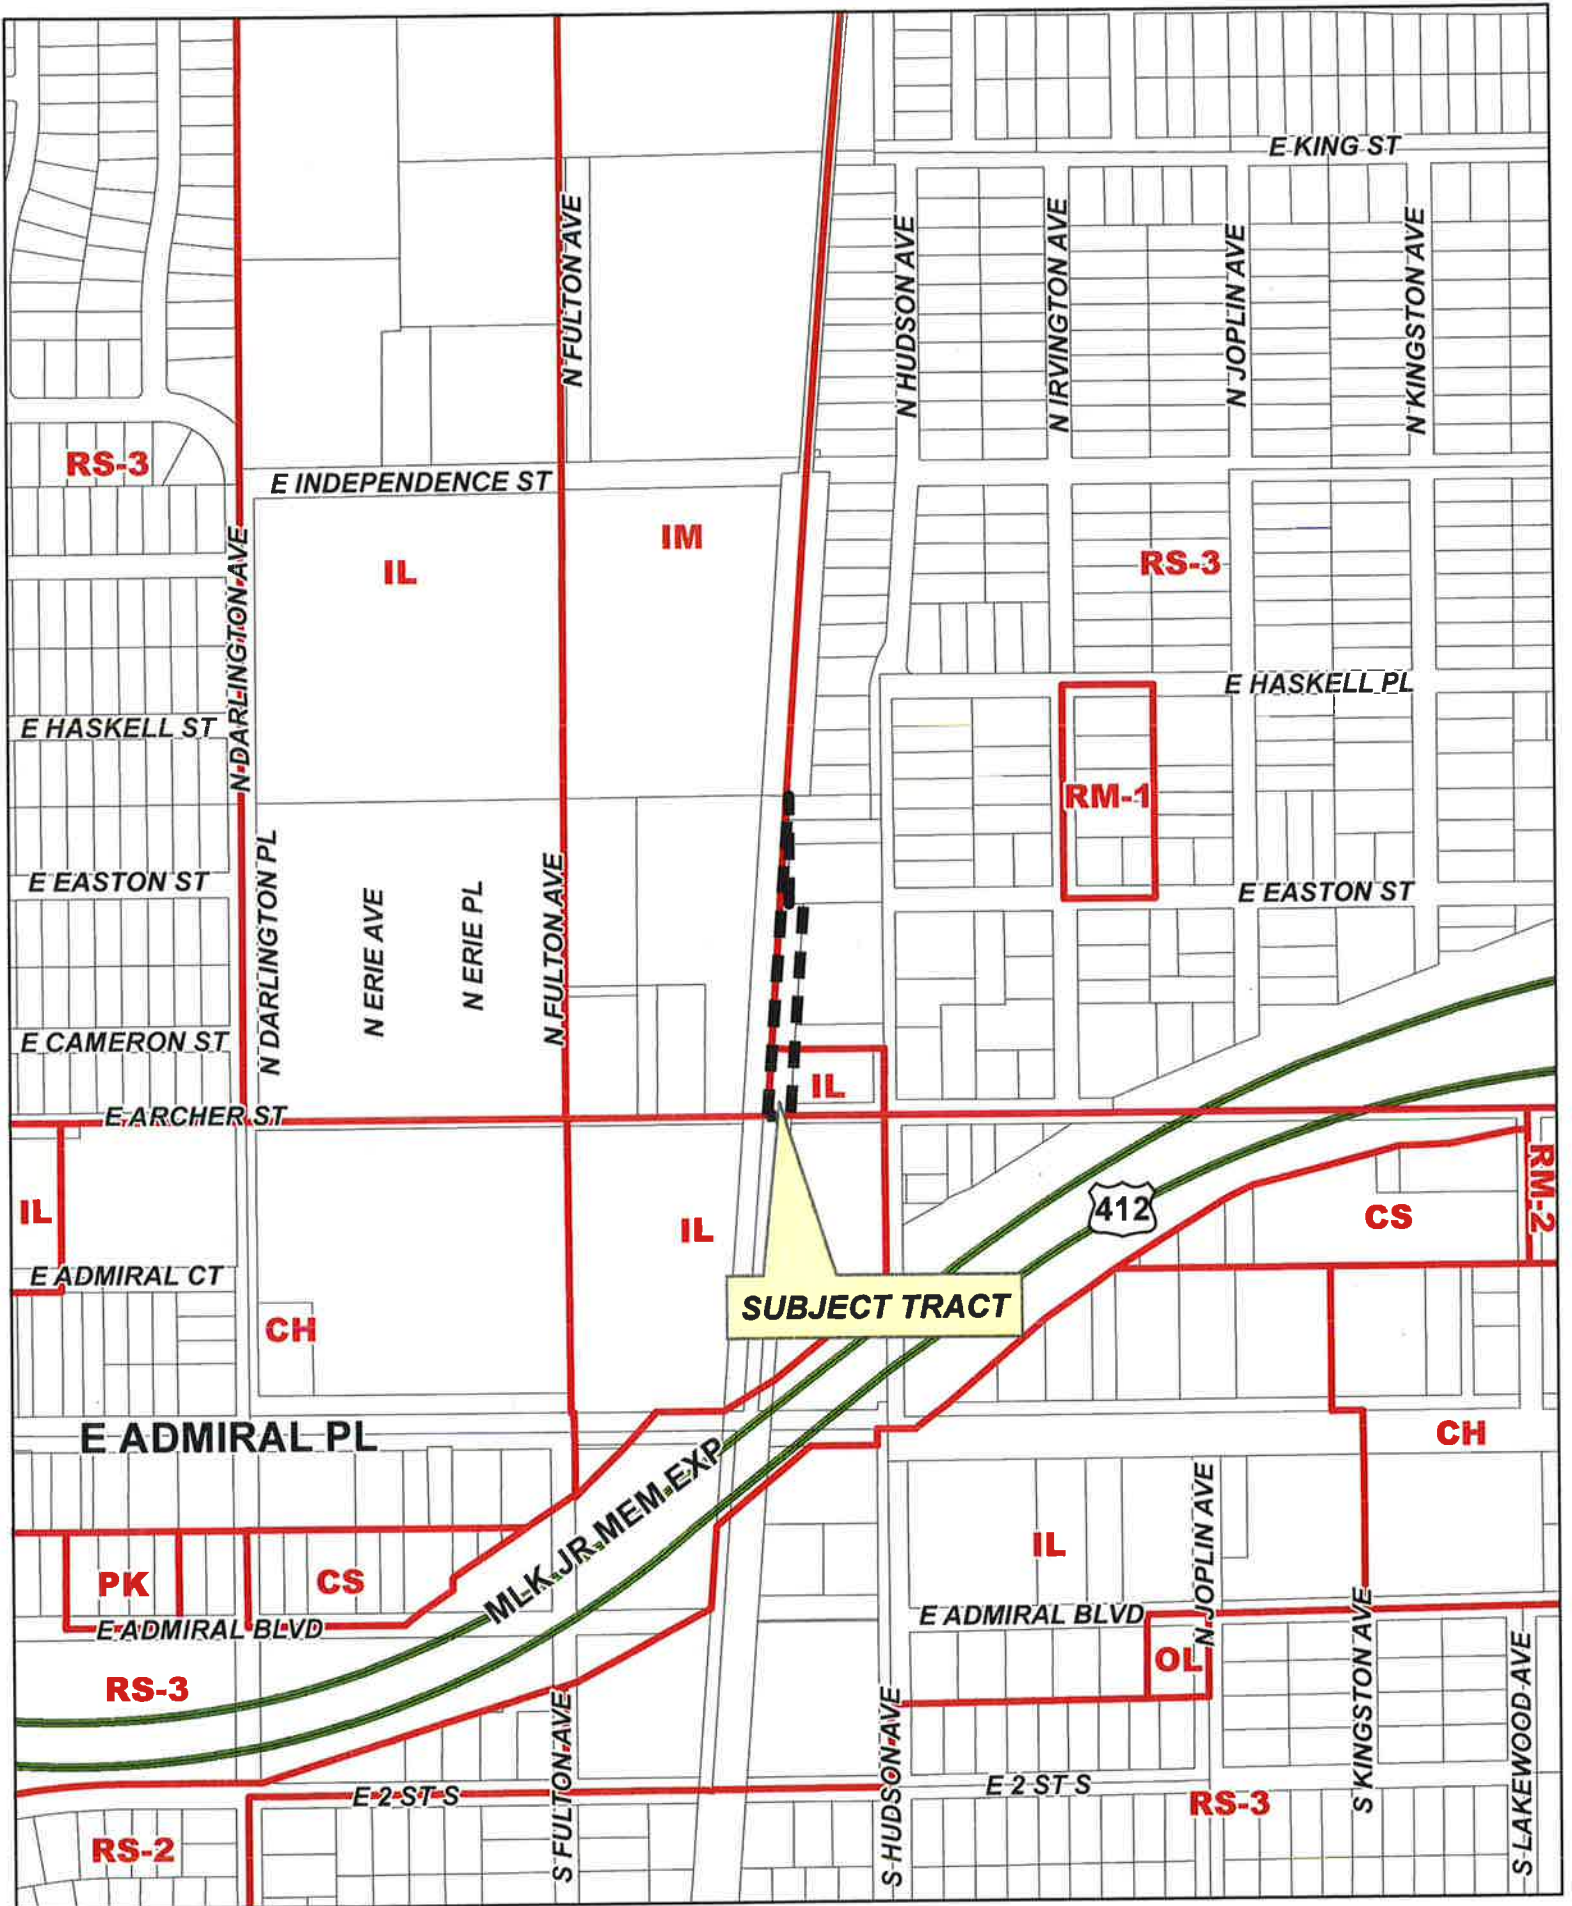 E KING ST
N FULTON AVE
N HUDSON AVE
N IRVINGTON AVE
N JOPLIN AVE
N KINGSTON AVE
RS-3
E INDEPENDENCE ST
IM
IL
RS-3
N DARLINGTON AVE
E HASKELL PL
E HASKELL ST
RM-1
E EASTON ST
E EASTON ST
N DARLINGTON PL
N ERIE AVE
N ERIE PL
N FULTON AVE
E CAMERON ST
IL
E ARCHER ST
IL
IL
412
CS
RM-2
E ADMIRAL CT
SUBJECT TRACT
CH
E ADMIRAL PL
CH
MLK JR MEM EXP
N JOPLIN AVE
IL
PK
CS
E ADMIRAL BLVD
E ADMIRAL BLVD
OL
RS-3
S FULTON AVE
S HUDSON AVE
S KINGSTON AVE
S LAKEWOOD AVE
E 2 ST S
E 2 ST S
RS-3
RS-2